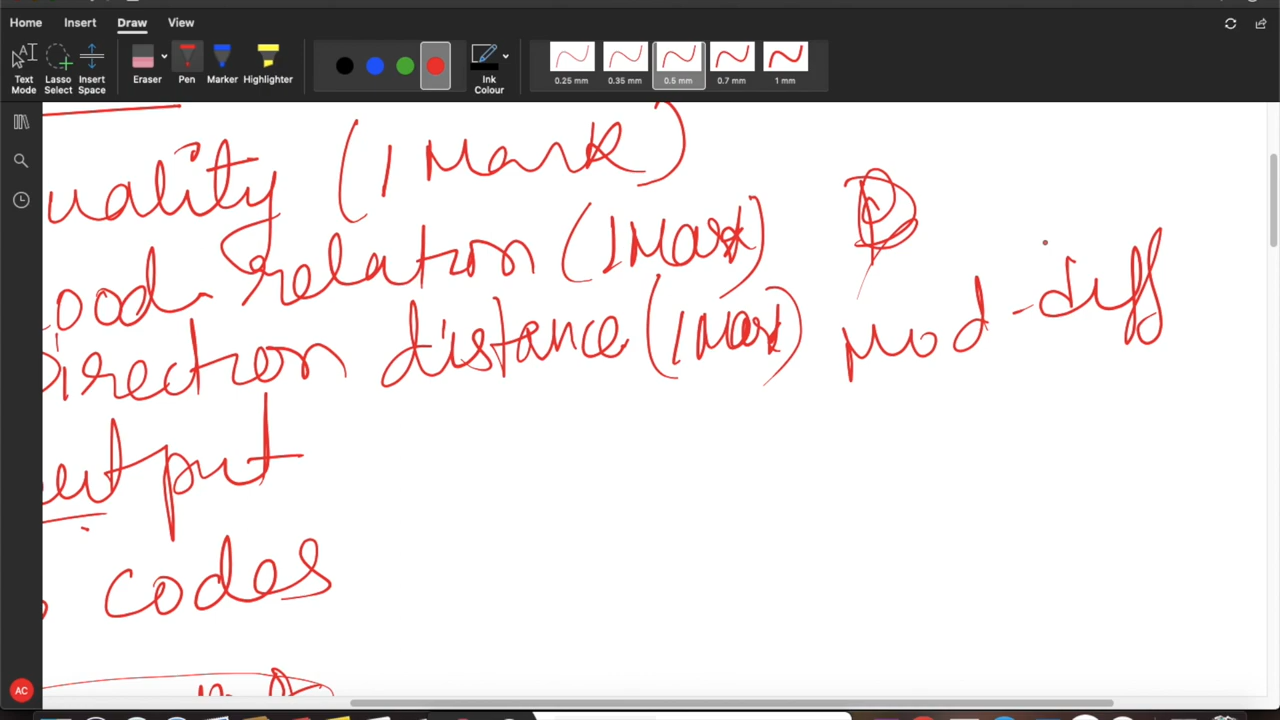 Home Insert Draw View
Text Mode Lasso Select Insert Space Eraser Pen Marker Highlighter Ink Colour 0.25 mm 0.35 mm 0.5 mm 0.7 mm 1 mm
uality (1 Mark)
ood relation (1 Mark)
Direction distance (1 Mark) Mod-diff
utput
codes
AC